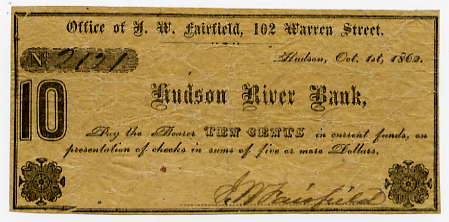 Office of J. W. Fairfield, 102 Warren Street.
N 2121
Hudson, Oct. 1st, 1862.
10
Hudson River Bank,
Pay the Bearer TEN CENTS in current funds, on
presentation of checks in sums of five or more Dollars.
J W Fairfield